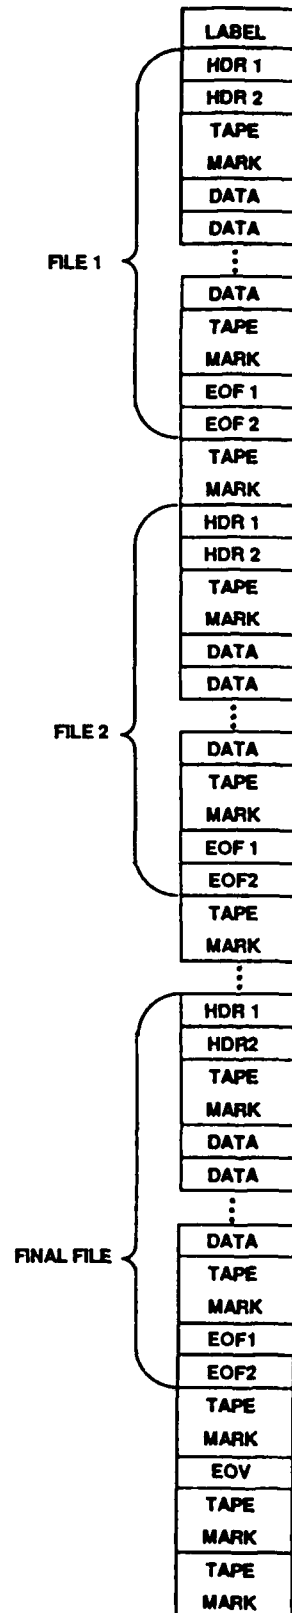 LABEL
HDR 1
HDR 2
TAPE
MARK
DATA
DATA
FILE 1
DATA
TAPE
MARK
EOF 1
EOF 2
TAPE
MARK
HDR 1
HDR 2
TAPE
MARK
DATA
DATA
FILE 2
DATA
TAPE
MARK
EOF 1
EOF2
TAPE
MARK
HDR 1
HDR2
TAPE
MARK
DATA
DATA
FINAL FILE
DATA
TAPE
MARK
EOF1
EOF2
TAPE
MARK
EOV
TAPE
MARK
TAPE
MARK